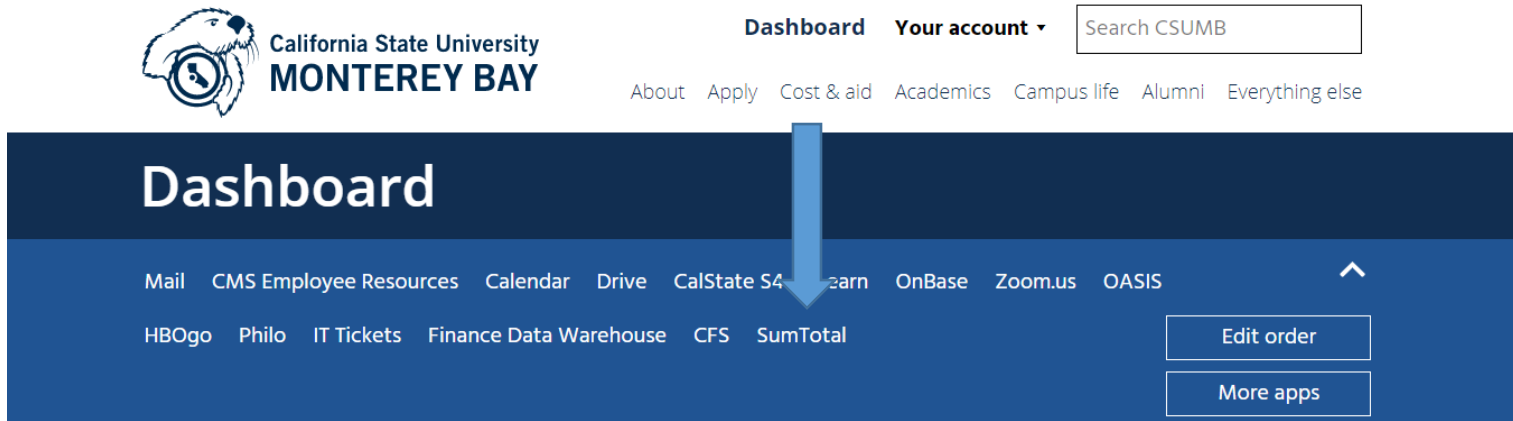 Dashboard Your account Search CSUMB
California State University
MONTEREY BAY
About Apply Cost & aid Academics Campus life Alumni Everything else
Dashboard
Mail CMS Employee Resources Calendar Drive CalState S4 OnBase Zoom.us OASIS
HBOgo Philo IT Tickets Finance Data Warehouse CFS SumTotal
Edit order
More apps